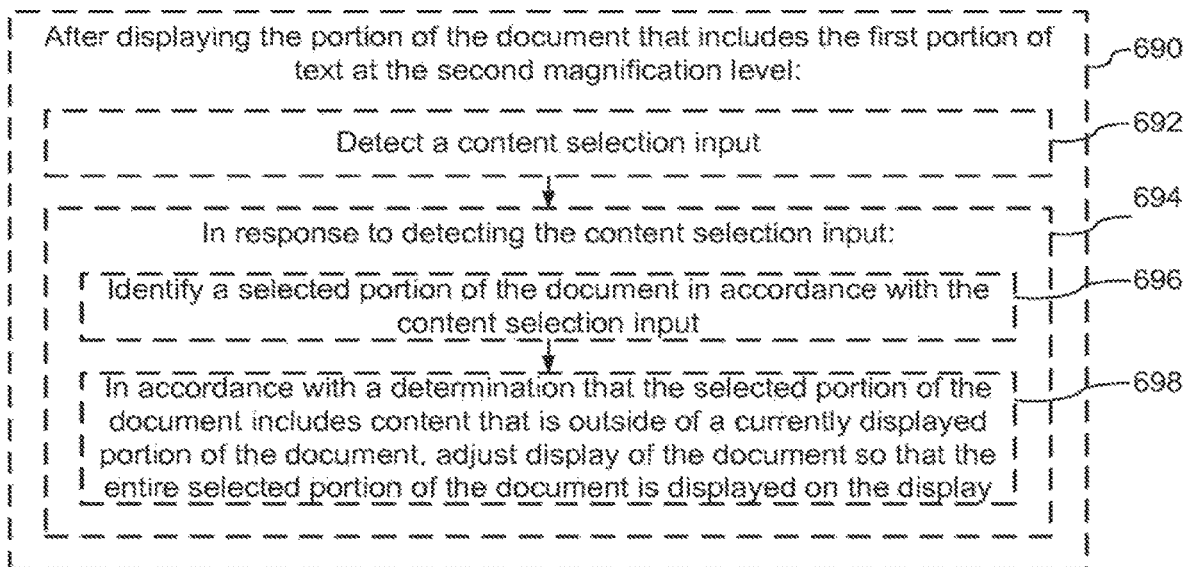 After displaying the portion of the document that includes the first portion of
text at the second magnification level:
690
692
Detect a content selection input
694
In response to detecting the content selection input:
Identify a selected portion of the document in accordance with the
content selection input
696
In accordance with a determination that the selected portion of the
document includes content that is outside of a currently displayed
portion of the document, adjust display of the document so that the
entire selected portion of the document is displayed on the display
698